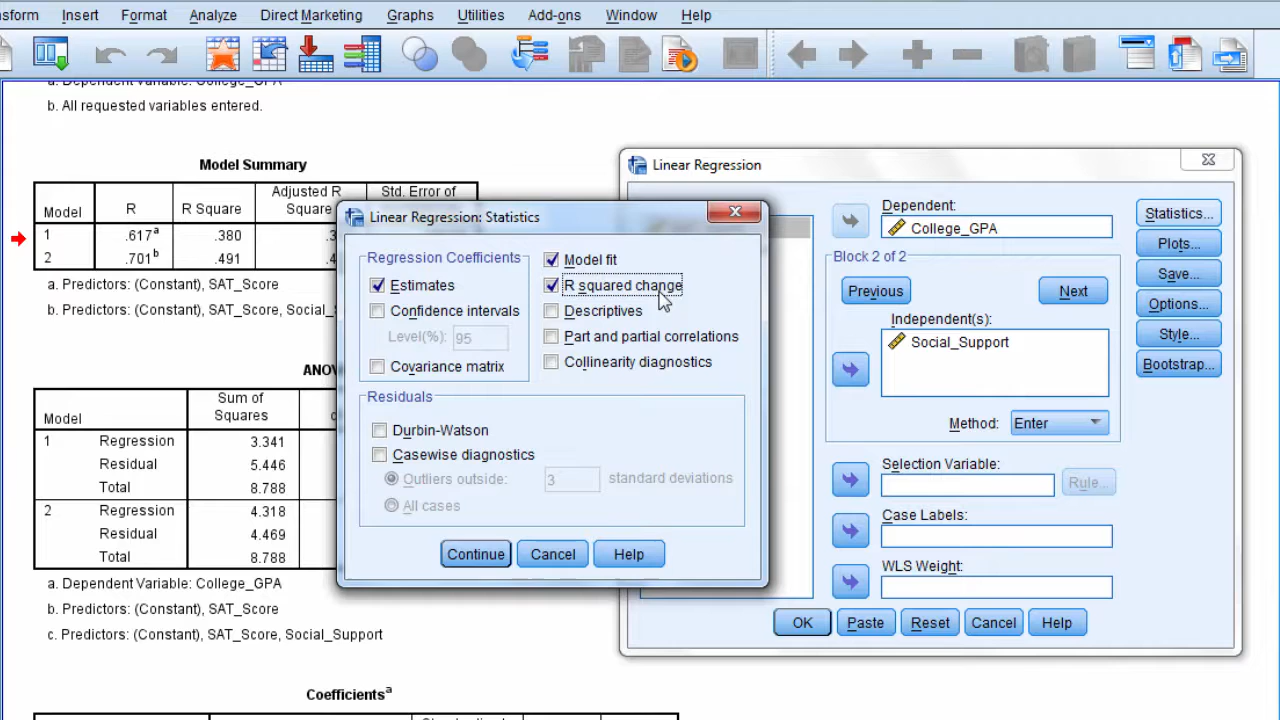 sform Insert Format Analyze Direct Marketing Graphs Utilities Add-ons Window Help
a. Dependent Variable: College_GPA
b. All requested variables entered.
Model Summary
Model R R Square Adjusted R Square Std. Error of
1 .617a .380 .3
2 .701b .491 .4
a. Predictors: (Constant), SAT_Score
b. Predictors: (Constant), SAT_Score, Social_
ANOV
Model Sum of Squares
1 Regression 3.341
Residual 5.446
Total 8.788
2 Regression 4.318
Residual 4.469
Total 8.788
a. Dependent Variable: College_GPA
b. Predictors: (Constant), SAT_Score
c. Predictors: (Constant), SAT_Score, Social_Support
Coefficientsa
Linear Regression: Statistics
Regression Coefficients
Estimates
Confidence intervals
Level(%): 95
Covariance matrix
Model fit
R squared change
Descriptives
Part and partial correlations
Collinearity diagnostics
Residuals
Durbin-Watson
Casewise diagnostics
Outliers outside: 3 standard deviations
All cases
Continue Cancel Help
Linear Regression
Dependent:
College_GPA
Block 2 of 2
Previous Next
Independent(s):
Social_Support
Method: Enter
Selection Variable:
Rule...
Case Labels:
WLS Weight:
Statistics...
Plots...
Save...
Options...
Style...
Bootstrap...
OK Paste Reset Cancel Help